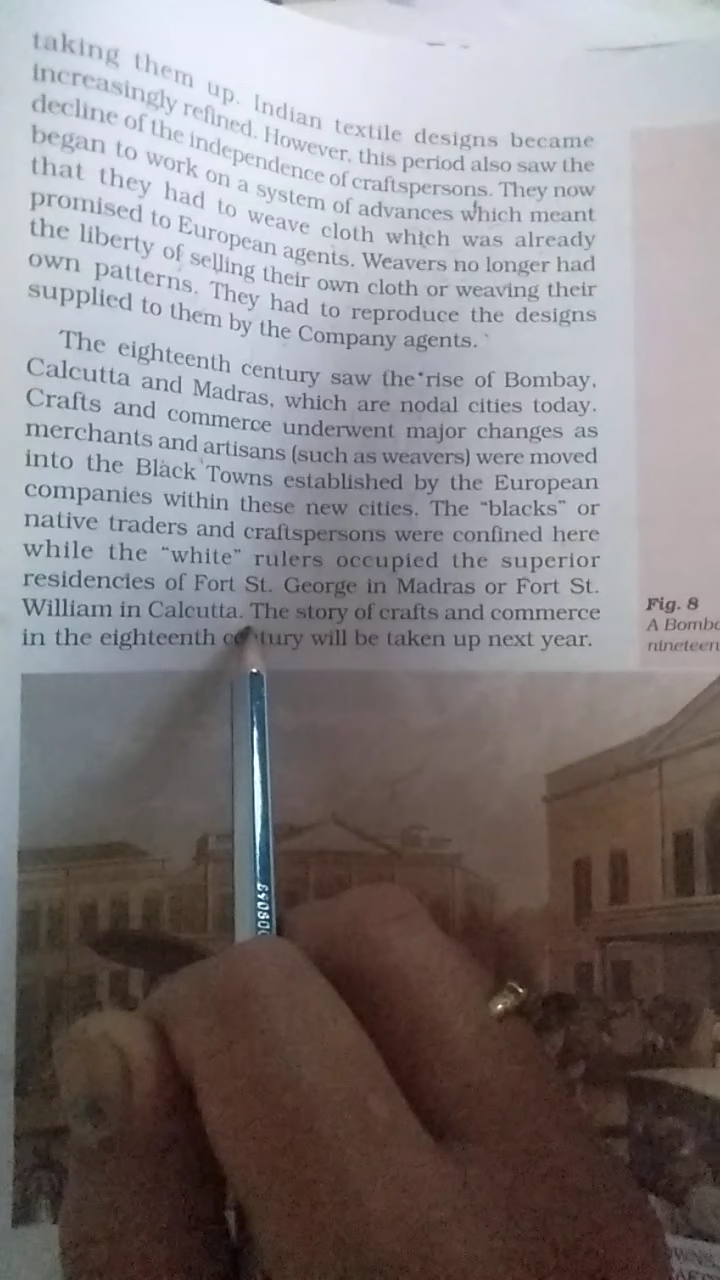 taking them up. Indian textile designs became
increasingly refined. However, this period also saw the
decline of the independence of craftspersons. They now
began to work on a system of advances which meant
that they had to weave cloth which was already
promised to European agents. Weavers no longer had
the liberty of selling their own cloth or weaving their
own patterns. They had to reproduce the designs
supplied to them by the Company agents.
The eighteenth century saw the rise of Bombay,
Calcutta and Madras, which are nodal cities today.
Crafts and commerce underwent major changes as
merchants and artisans (such as weavers) were moved
into the Black Towns established by the European
companies within these new cities. The “blacks” or
native traders and craftspersons were confined here
while the “white” rulers occupied the superior
residencies of Fort St. George in Madras or Fort St.
William in Calcutta. The story of crafts and commerce
in the eighteenth century will be taken up next year.
Fig. 8
A Bomb
nineteen